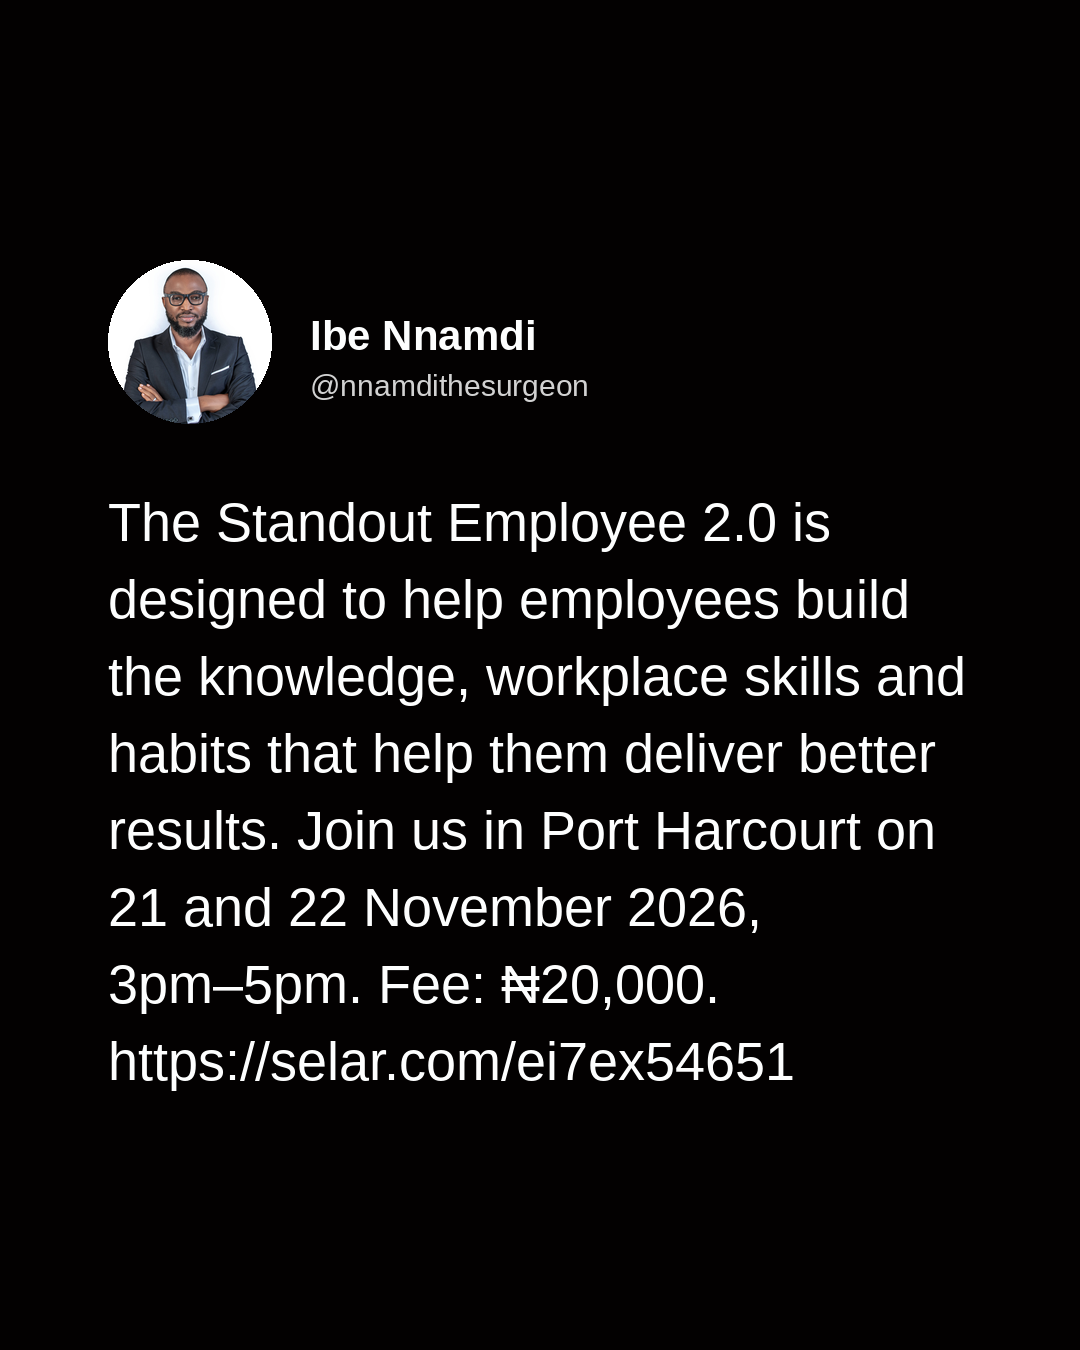 Ibe Nnamdi
@nnamdithesurgeon
The Standout Employee 2.0 is
designed to help employees build
the knowledge, workplace skills and
habits that help them deliver better
results. Join us in Port Harcourt on
21 and 22 November 2026,
3pm–5pm. Fee: ₦20,000.
https://selar.com/ei7ex54651